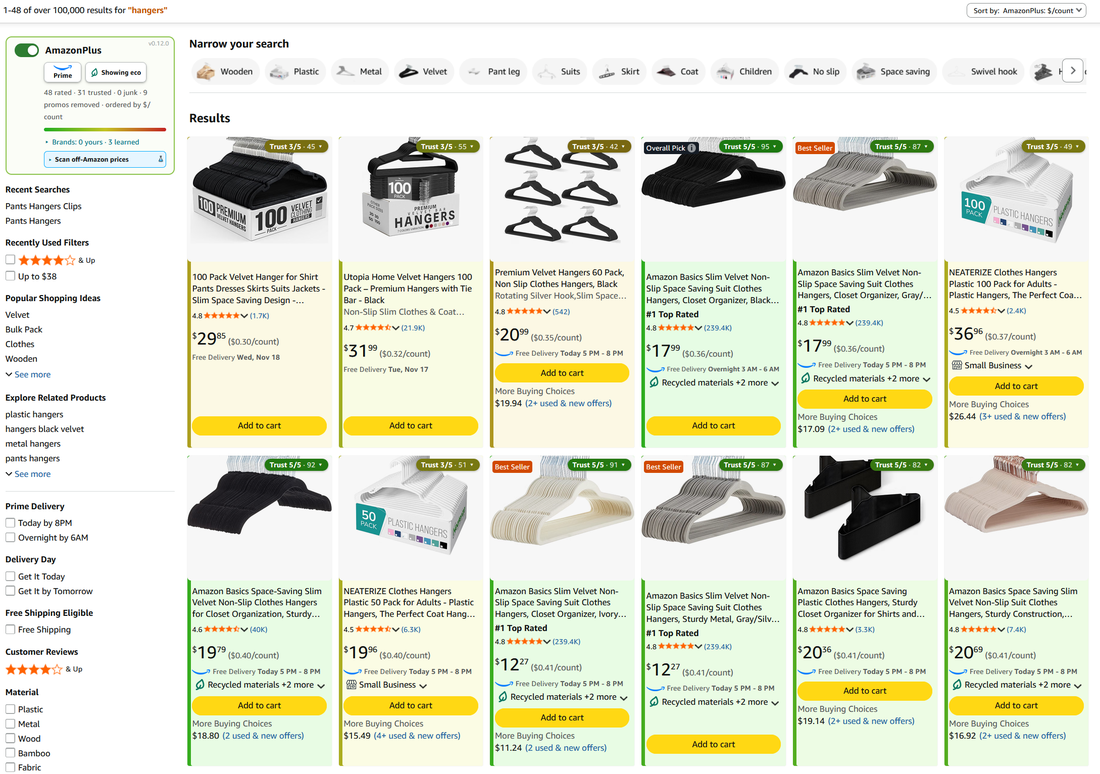 1-48 of over 100,000 results for "hangers"
Sort by: AmazonPlus: $/count
AmazonPlus
v0.12.0
Prime
Showing eco
48 rated · 31 trusted · 0 junk · 9
promos removed · ordered by $/
count
• Brands: 0 yours · 3 learned
• Scan off-Amazon prices
Recent Searches
Pants Hangers Clips
Pants Hangers
Recently Used Filters
& Up
Up to $38
Popular Shopping Ideas
Velvet
Bulk Pack
Clothes
Wooden
See more
Explore Related Products
plastic hangers
hangers black velvet
metal hangers
pants hangers
See more
Prime Delivery
Today by 8PM
Overnight by 6AM
Delivery Day
Get It Today
Get It by Tomorrow
Free Shipping Eligible
Free Shipping
Customer Reviews
& Up
Material
Plastic
Metal
Wood
Bamboo
Fabric
Narrow your search
Wooden
Plastic
Metal
Velvet
Pant leg
Suits
Skirt
Coat
Children
No slip
Space saving
Swivel hook
Results
Trust 3/5 · 45
100 PREMIUM
VELVET HANGERS
100 VELVET
PACK
100 Pack Velvet Hanger for Shirt
Pants Dresses Skirts Suits Jackets -
Slim Space Saving Design -...
4.8 (1.7K)
$29.85 ($0.30/count)
Free Delivery Wed, Nov 18
Add to cart
Trust 3/5 · 55
100
PACK
PREMIUM
HANGERS
Utopia Home Velvet Hangers 100
Pack – Premium Hangers with Tie
Bar - Black
Non-Slip Slim Clothes & Coat...
4.7 (21.9K)
$31.99 ($0.32/count)
Free Delivery Tue, Nov 17
Add to cart
Trust 3/5 · 42
Premium Velvet Hangers 60 Pack,
Non Slip Clothes Hangers, Black
Rotating Silver Hook,Slim Space...
4.8 (542)
$20.99 ($0.35/count)
Free Delivery Today 5 PM - 8 PM
Add to cart
More Buying Choices
$19.94 (2+ used & new offers)
Overall Pick
Trust 5/5 · 95
Amazon Basics Slim Velvet Non-
Slip Space Saving Suit Clothes
Hangers, Closet Organizer, Black...
#1 Top Rated
4.8 (239.4K)
$17.99 ($0.36/count)
Free Delivery Overnight 3 AM - 6 AM
Recycled materials +2 more
Add to cart
Best Seller
Trust 5/5 · 87
Amazon Basics Slim Velvet Non-
Slip Space Saving Suit Clothes
Hangers, Closet Organizer, Gray/...
#1 Top Rated
4.8 (239.4K)
$17.99 ($0.36/count)
Free Delivery Today 5 PM - 8 PM
Recycled materials +2 more
Add to cart
More Buying Choices
$17.09 (2+ used & new offers)
Trust 3/5 · 49
100
PACK
PLASTIC HANGERS
NEATERIZE Clothes Hangers
Plastic 100 Pack for Adults -
Plastic Hangers, The Perfect Coa...
4.5 (2.4K)
$36.96 ($0.37/count)
Free Delivery Overnight 3 AM - 6 AM
Small Business
Add to cart
More Buying Choices
$26.44 (3+ used & new offers)
Trust 5/5 · 92
Amazon Basics Space-Saving Slim
Velvet Non-Slip Clothes Hangers
for Closet Organization, Sturdy...
4.6 (40K)
$19.79 ($0.40/count)
Free Delivery Today 5 PM - 8 PM
Recycled materials +2 more
Add to cart
More Buying Choices
$18.80 (2 used & new offers)
Trust 3/5 · 51
50
PACK
PLASTIC HANGERS
NEATERIZE Clothes Hangers
Plastic 50 Pack for Adults - Plastic
Hangers, The Perfect Coat Hang...
4.5 (6.3K)
$19.96 ($0.40/count)
Free Delivery Today 5 PM - 8 PM
Small Business
Add to cart
More Buying Choices
$15.49 (4+ used & new offers)
Best Seller
Trust 5/5 · 91
Amazon Basics Slim Velvet Non-
Slip Space Saving Suit Clothes
Hangers, Closet Organizer, Ivory...
#1 Top Rated
4.8 (239.4K)
$12.27 ($0.41/count)
Free Delivery Today 5 PM - 8 PM
Recycled materials +2 more
Add to cart
More Buying Choices
$11.24 (2 used & new offers)
Best Seller
Trust 5/5 · 87
Amazon Basics Slim Velvet Non-
Slip Space Saving Suit Clothes
Hangers, Sturdy Metal, Gray/Silv...
#1 Top Rated
4.8 (239.4K)
$12.27 ($0.41/count)
Free Delivery Today 5 PM - 8 PM
Recycled materials +2 more
Add to cart
Trust 5/5 · 82
Amazon Basics Space Saving
Plastic Clothes Hangers, Sturdy
Closet Organizer for Shirts and...
4.8 (3.3K)
$20.36 ($0.41/count)
Free Delivery Today 5 PM - 8 PM
Add to cart
More Buying Choices
$19.14 (2+ used & new offers)
Trust 5/5 · 82
Amazon Basics Space Saving Slim
Velvet Non-Slip Suit Clothes
Hangers, Sturdy Construction,...
4.8 (7.4K)
$20.69 ($0.41/count)
Free Delivery Today 5 PM - 8 PM
Recycled materials +2 more
Add to cart
More Buying Choices
$16.92 (2+ used & new offers)